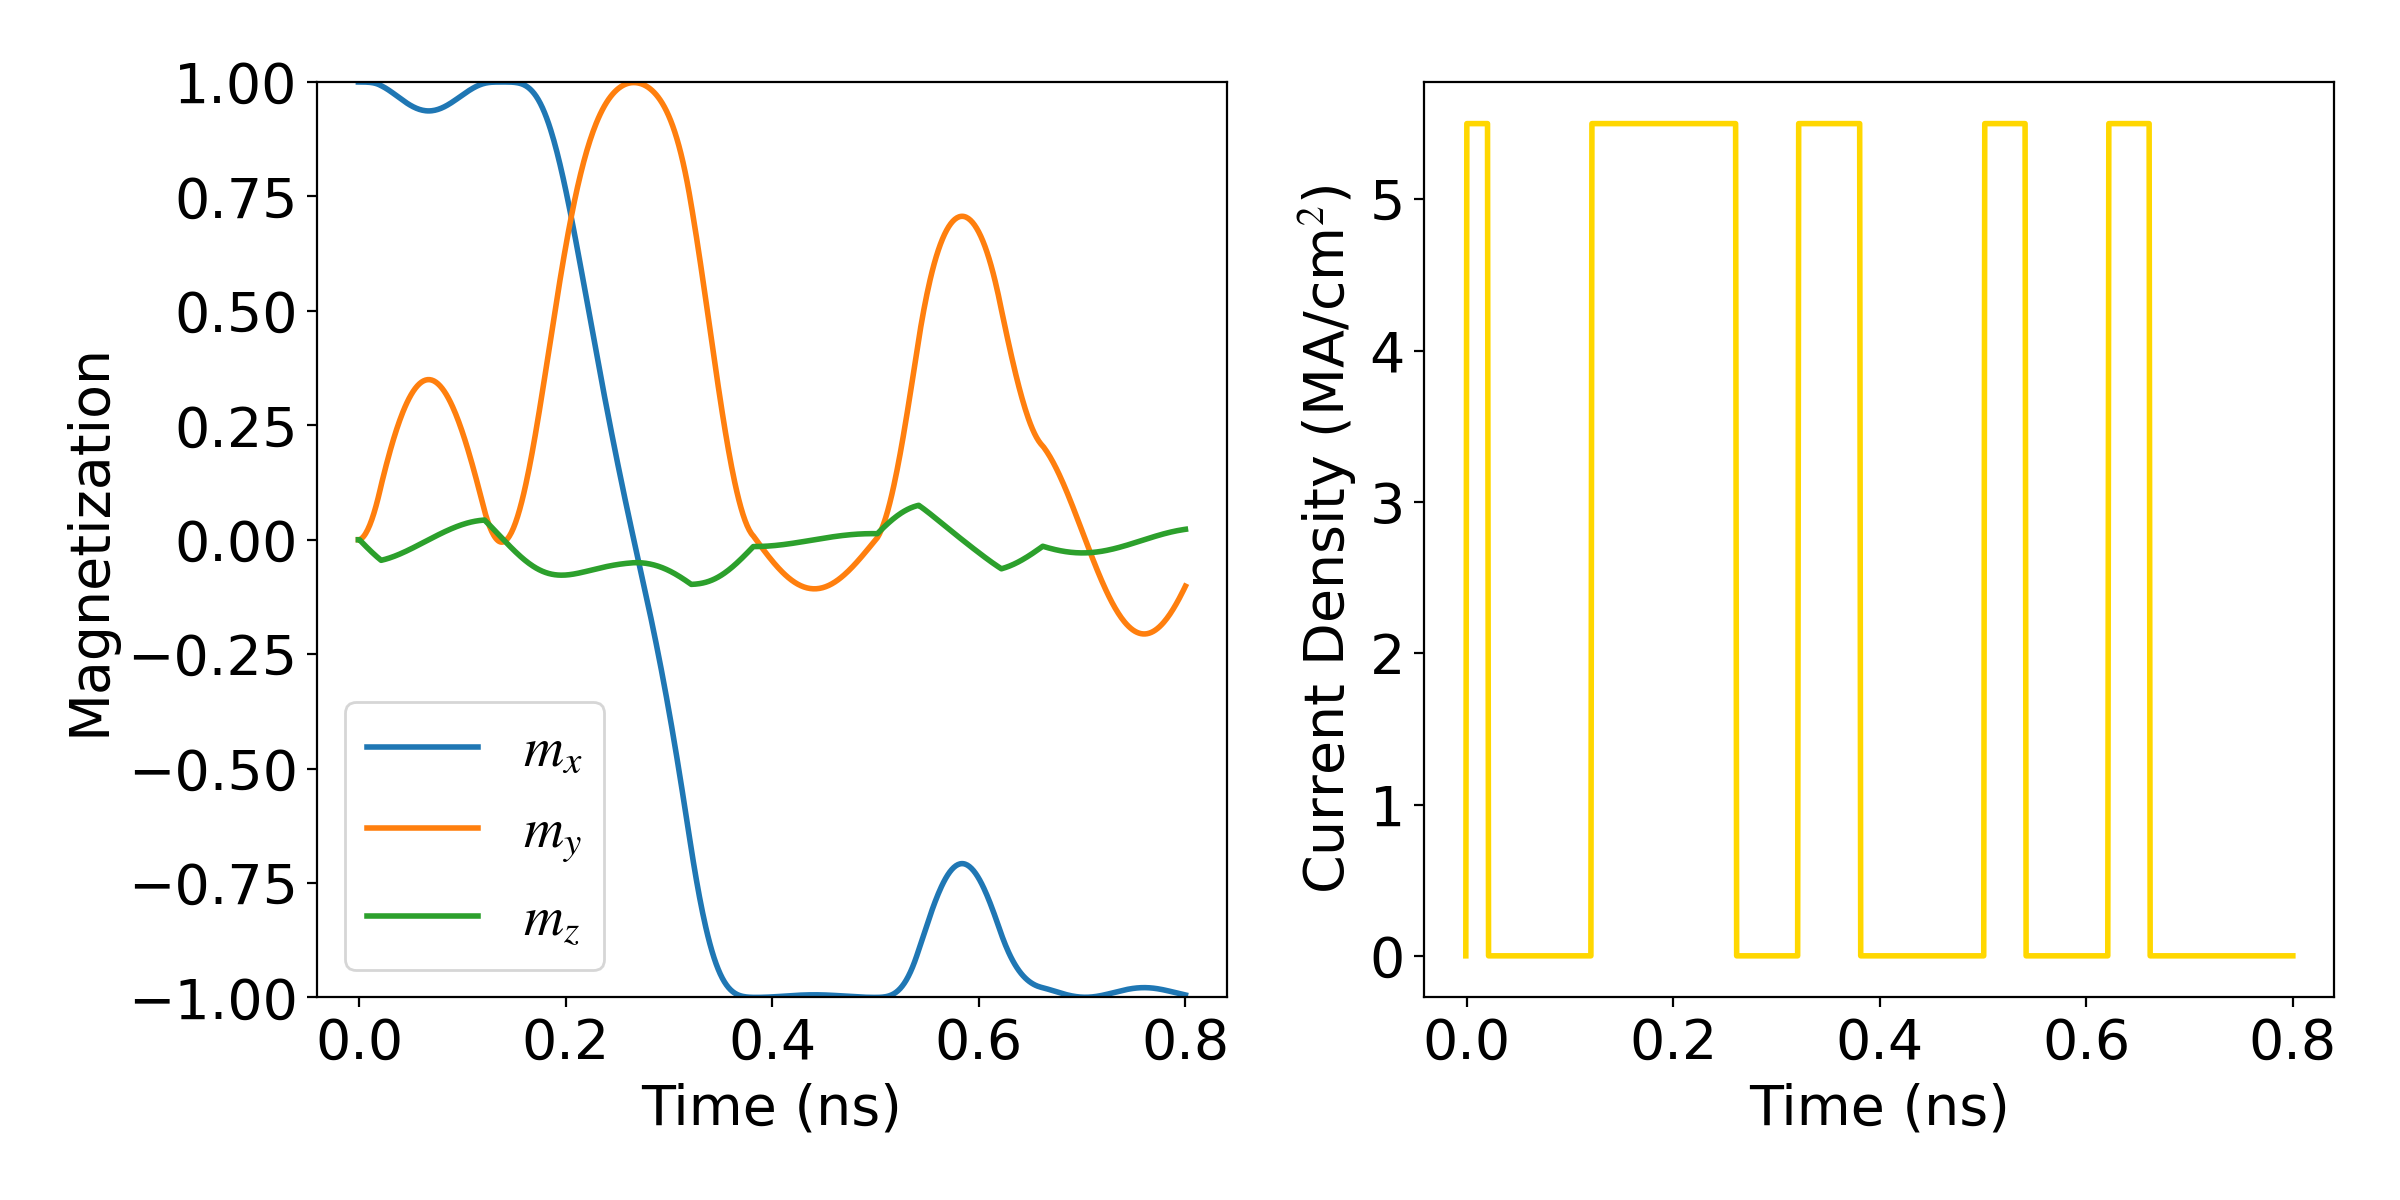 Magnetization
1.00
0.75
0.50
0.25
0.00
−0.25
−0.50
−0.75
−1.00
m_x
m_y
m_z
0.0 0.2 0.4 0.6 0.8
Time (ns)
Current Density (MA/cm²)
5
4
3
2
1
0
0.0 0.2 0.4 0.6 0.8
Time (ns)